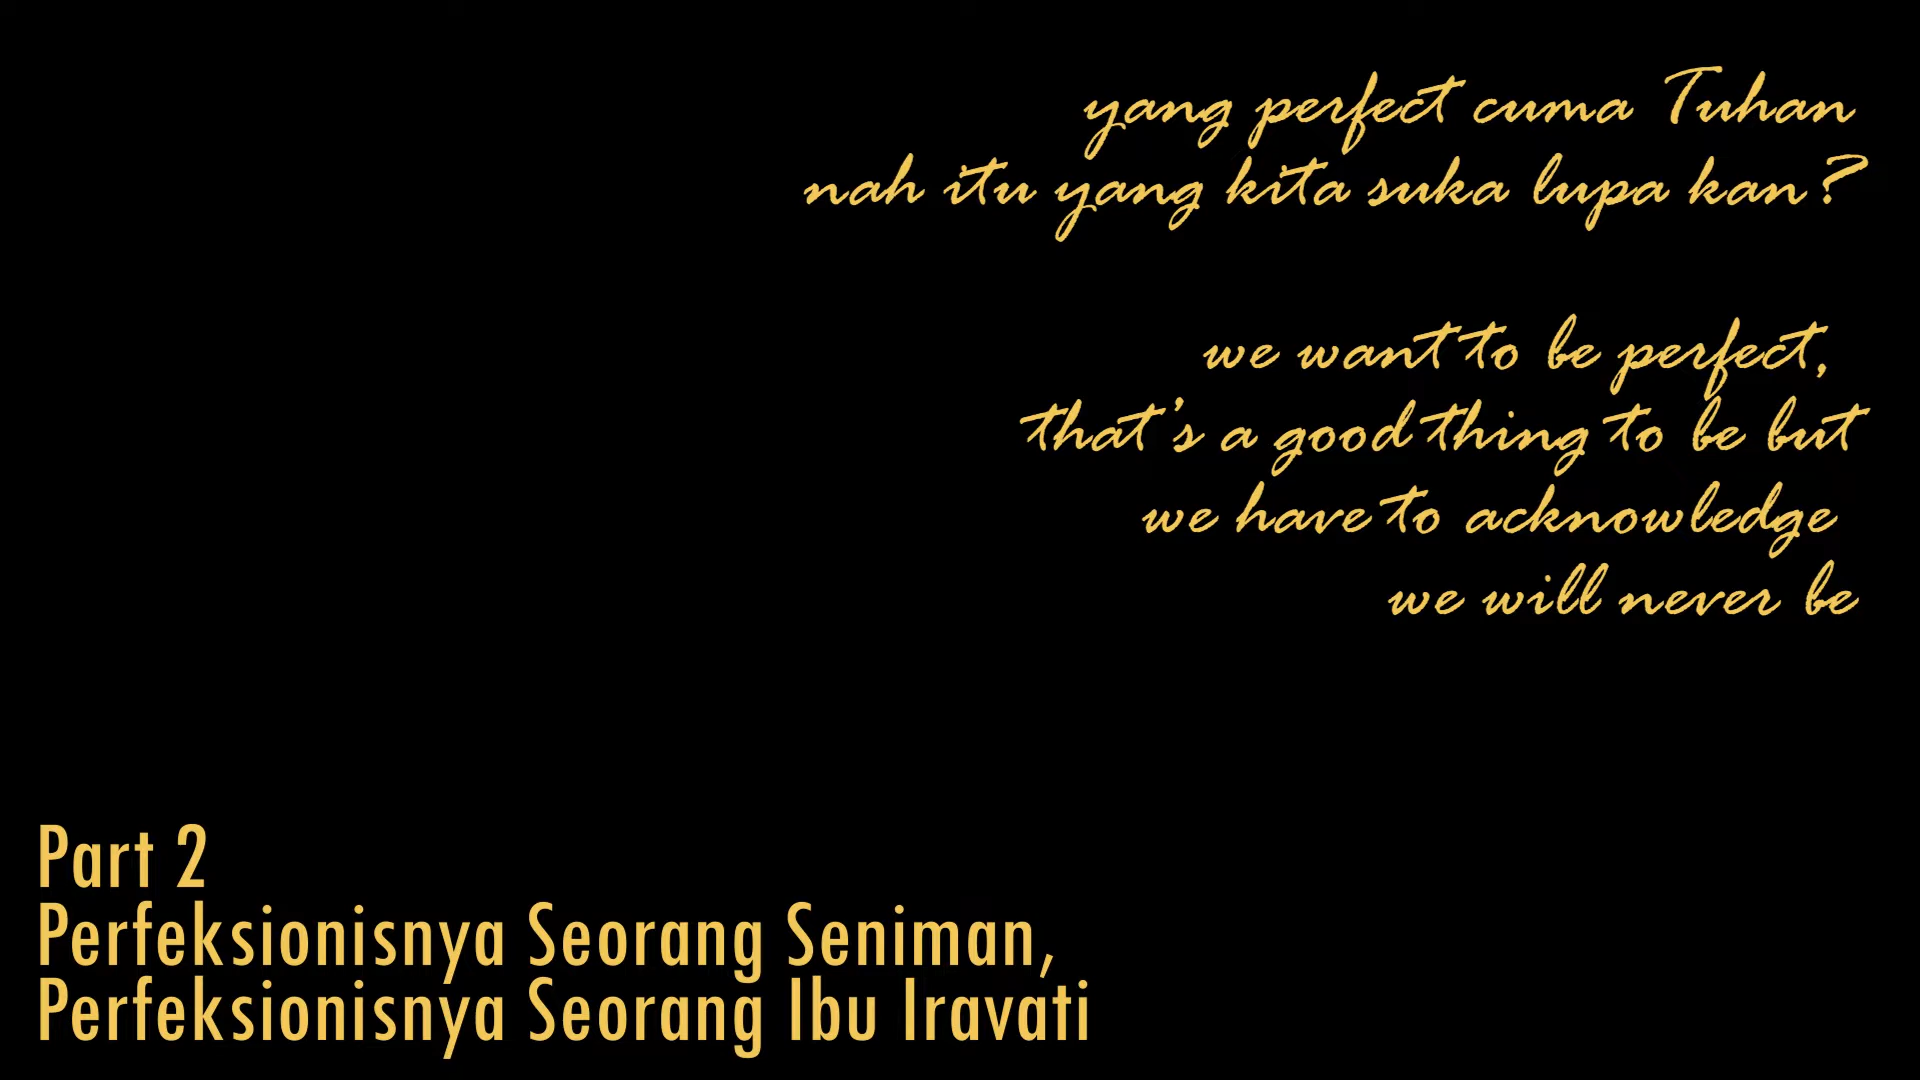 yang perfect cuma Tuhan
nah itu yang kita suka lupa kan?
we want to be perfect,
that's a good thing to be but
we have to acknowledge
we will never be
Part 2
Perfeksionisnya Seorang Seniman,
Perfeksionisnya Seorang Ibu Iravati